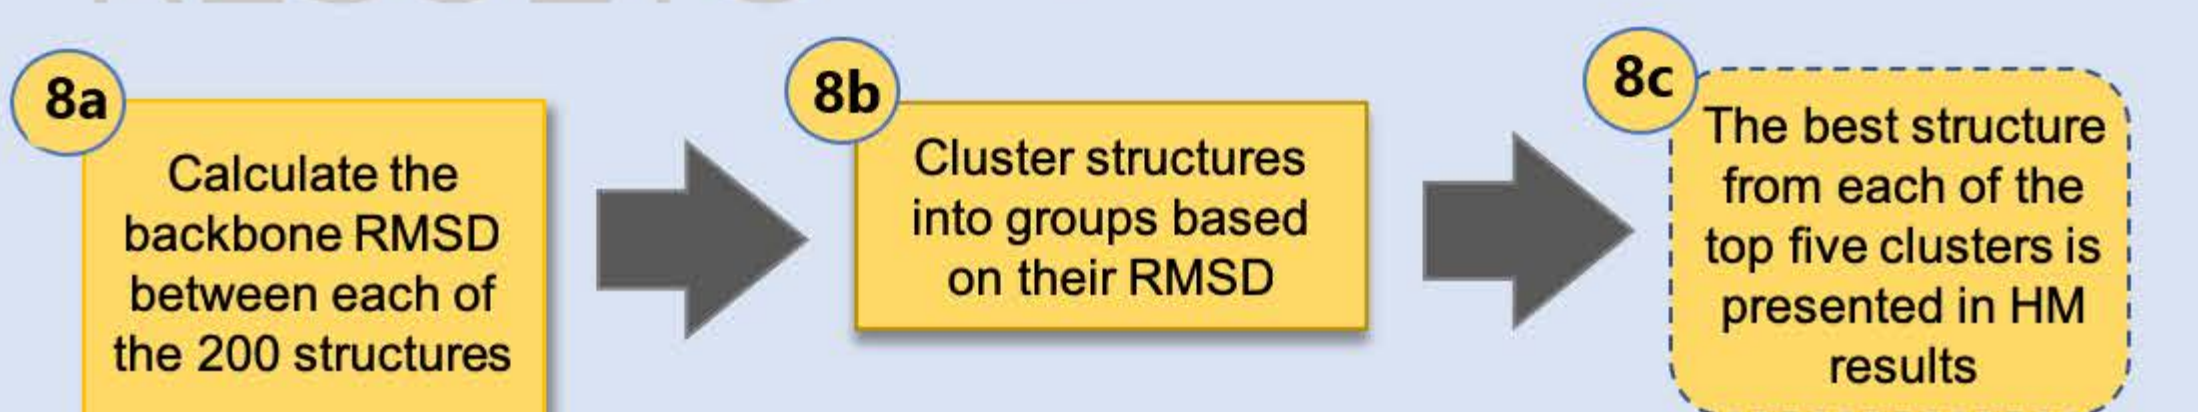 8a
Calculate the
backbone RMSD
between each of
the 200 structures
8b
Cluster structures
into groups based
on their RMSD
8c
The best structure
from each of the
top five clusters is
presented in HM
results